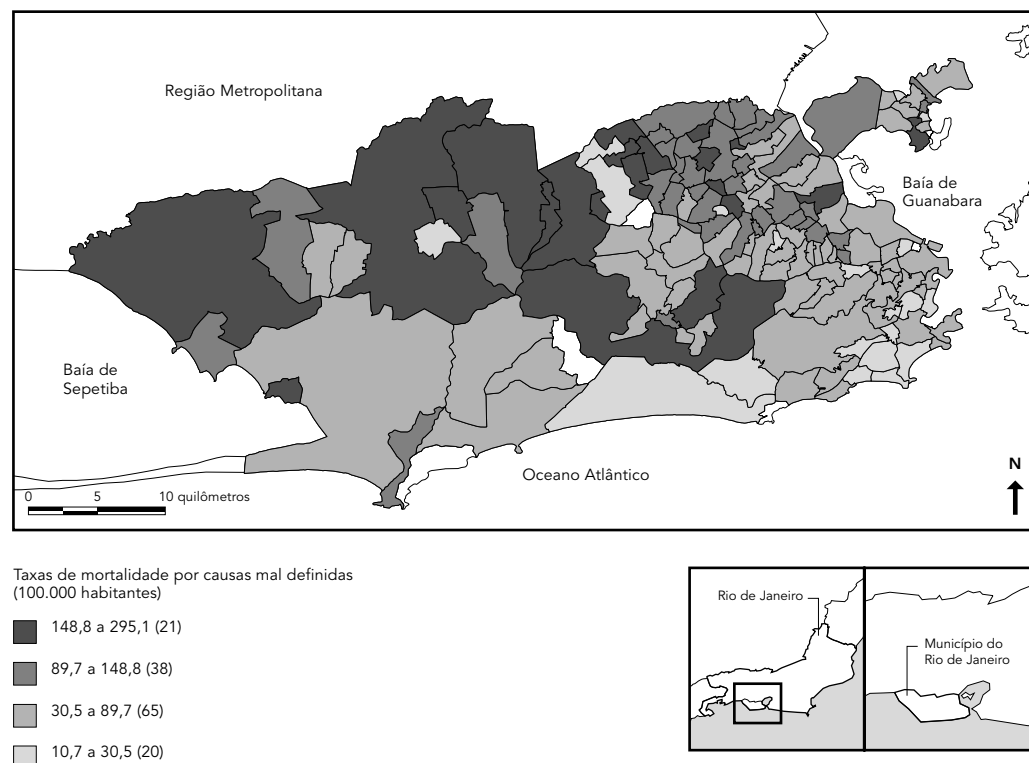 Região Metropolitana
Baía de
Guanabara
Baía de
Sepetiba
Oceano Atlântico
N
0 5 10 quilômetros
Taxas de mortalidade por causas mal definidas
(100.000 habitantes)
148,8 a 295,1 (21)
89,7 a 148,8 (38)
30,5 a 89,7 (65)
10,7 a 30,5 (20)
Rio de Janeiro
Município do
Rio de Janeiro